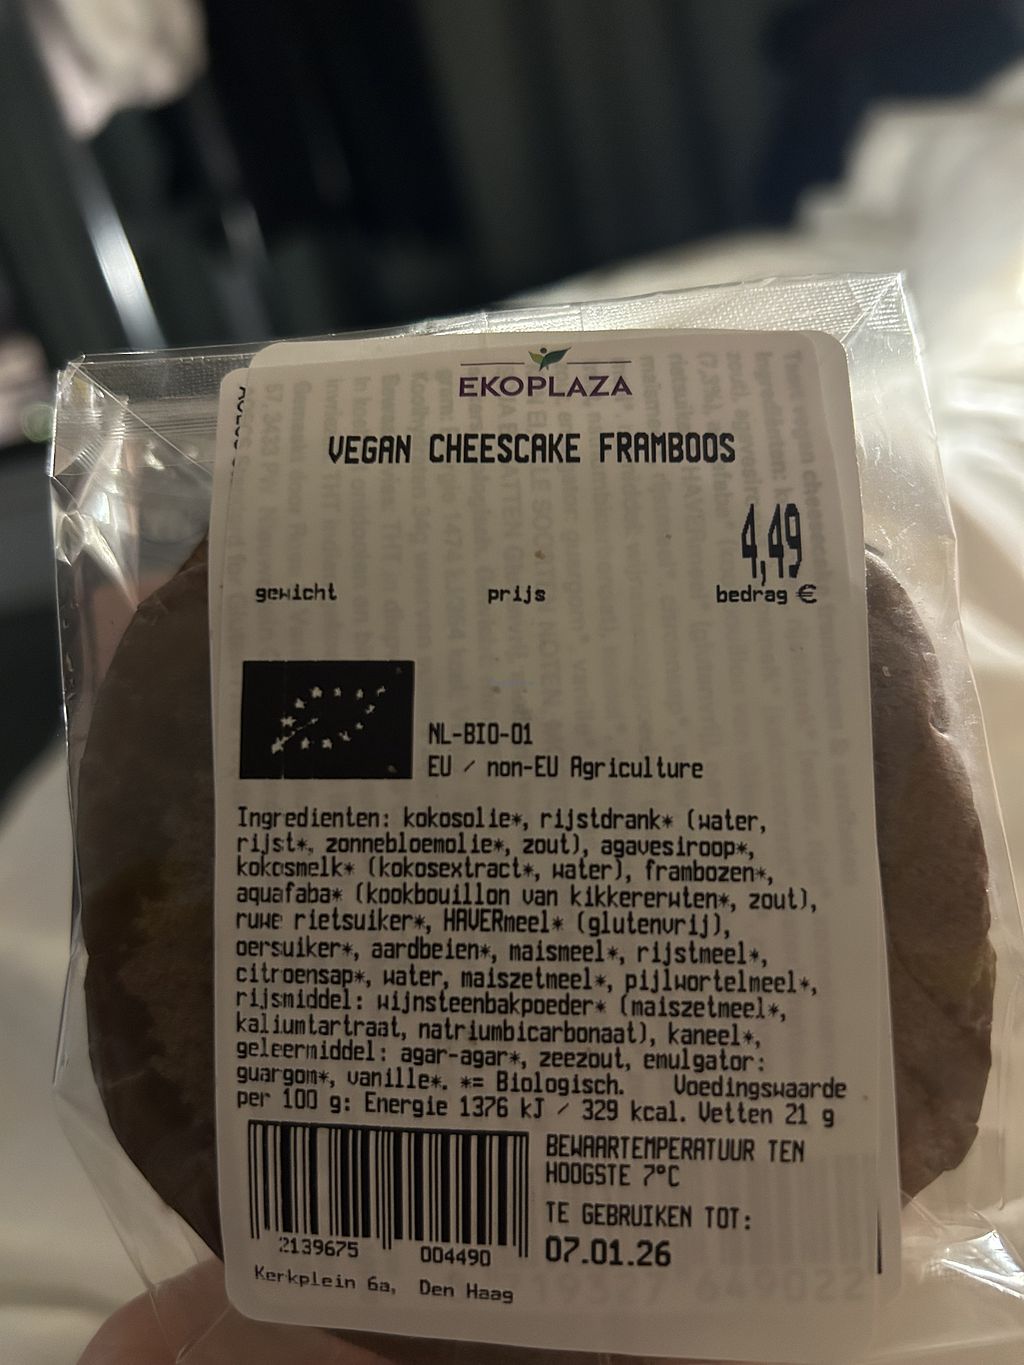 EKOPLAZA
VEGAN CHEESCAKE FRAMBOOS
4,49
gewicht prijs bedrag €
NL-BIO-01
EU / non-EU Agriculture
Ingredienten: kokosolie*, rijstdrank* (water,
rijst*, zonnebloemolie*, zout), agavesiroop*,
kokosmelk* (kokosextract*, water), frambozen*,
aquafaba* (kookbouillon van kikkererwten*, zout),
ruwe rietsuiker*, HAVERmeel* (glutenvrij),
oersuiker*, aardbeien*, maismeel*, rijstmeel*,
citroensap*, water, maiszetmeel*, pijlwortelmeel*,
rijsmiddel: wijnsteenbakpoeder* (maiszetmeel*,
kaliumtartraat, natriumbicarbonaat), kaneel*,
geleermiddel: agar-agar*, zeezout, emulgator:
guargom*, vanille*. *= Biologisch. Voedingswaarde
per 100 g: Energie 1376 kJ / 329 kcal. Vetten 21 g
BEWAARTEMPERATUUR TEN
HOOGSTE 7°C
TE GEBRUIKEN TOT:
07.01.26
2139675 004490
Kerkplein 6a, Den Haag